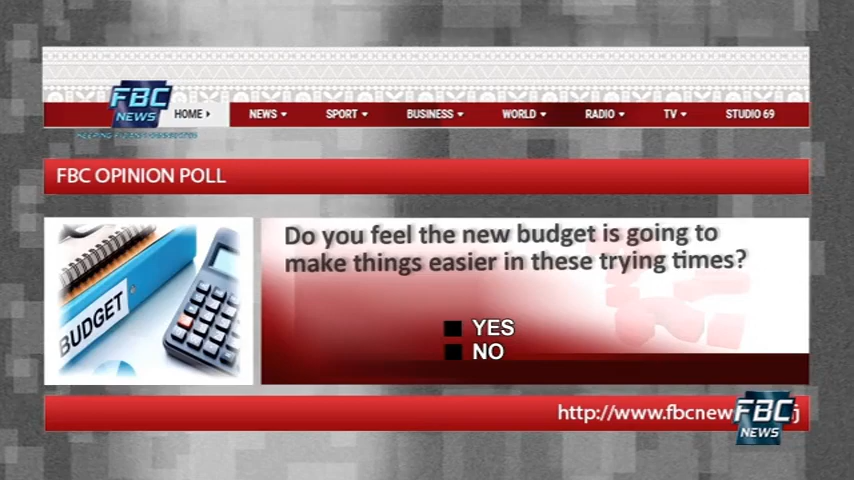 FBC
NEWS
HOME NEWS SPORT BUSINESS WORLD RADIO TV STUDIO 69
FBC OPINION POLL
BUDGET
Do you feel the new budget is going to
make things easier in these trying times?
YES
NO
http://www.fbcnew
FBC
NEWS